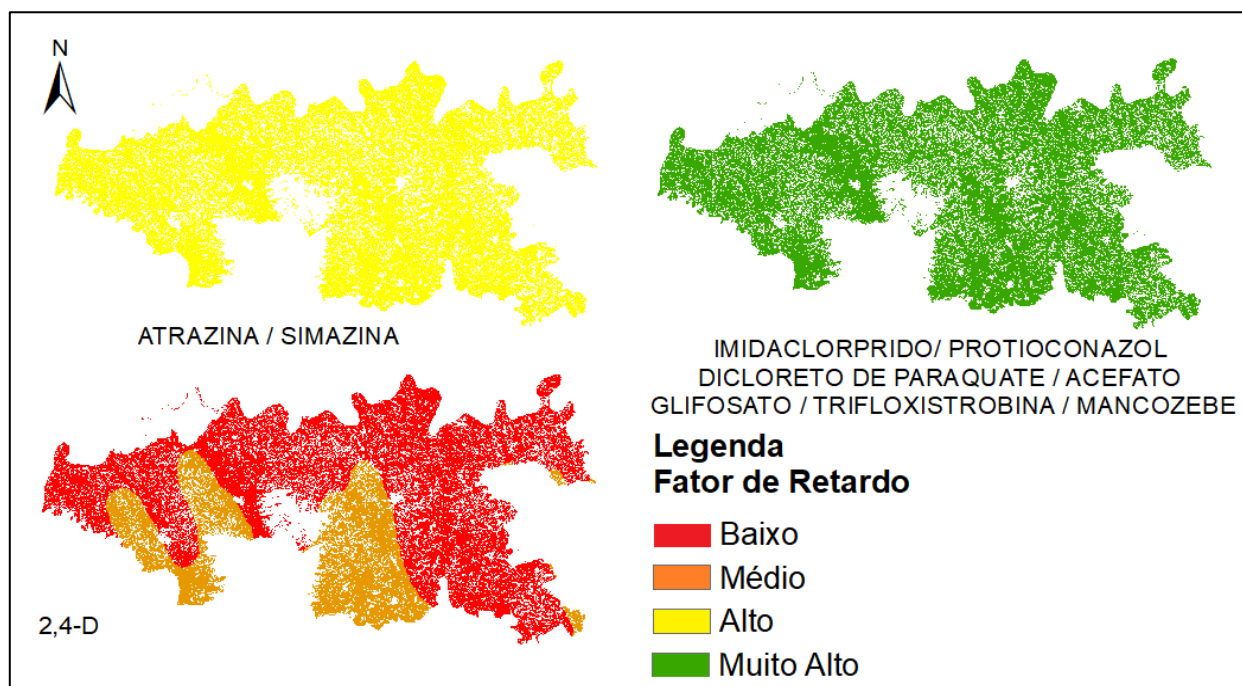 N
ATRAZINA / SIMAZINA
IMIDACLORPRIDO/ PROTIOCONAZOL
DICLORETO DE PARAQUATE / ACEFATO
GLIFOSATO / TRIFLOXISTROBINA / MANCOZEBE
2,4-D
Legenda
Fator de Retardo
Baixo
Médio
Alto
Muito Alto